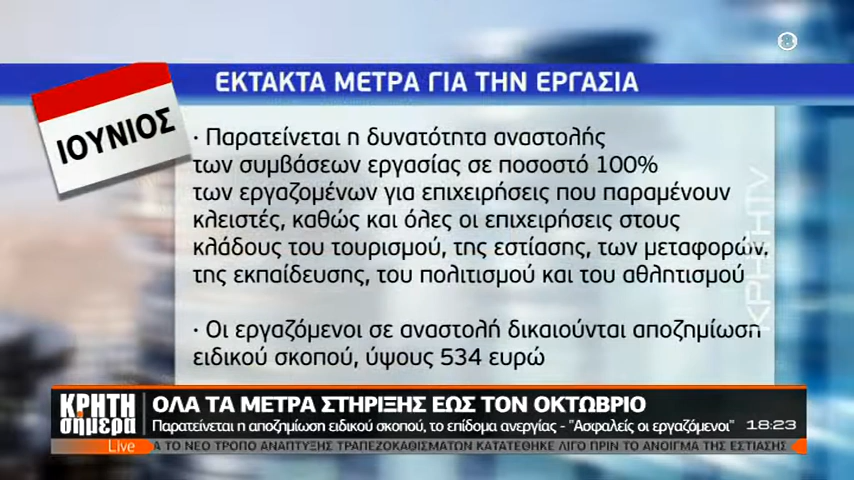 ΕΚΤΑΚΤΑ ΜΕΤΡΑ ΓΙΑ ΤΗΝ ΕΡΓΑΣΙΑ
ΙΟΥΝΙΟΣ
· Παρατείνεται η δυνατότητα αναστολής
των συμβάσεων εργασίας σε ποσοστό 100%
των εργαζομένων για επιχειρήσεις που παραμένουν
κλειστές, καθώς και όλες οι επιχειρήσεις στους
κλάδους του τουρισμού, της εστίασης, των μεταφορών,
της εκπαίδευσης, του πολιτισμού και του αθλητισμού
· Οι εργαζόμενοι σε αναστολή δικαιούνται αποζημίωση
ειδικού σκοπού, ύψους 534 ευρώ
ΚΡΗΤΗ TV
ΚΡΗΤΗ
σήμερα
Live
ΟΛΑ ΤΑ ΜΕΤΡΑ ΣΤΗΡΙΞΗΣ ΕΩΣ ΤΟΝ ΟΚΤΩΒΡΙΟ
Παρατείνεται η αποζημίωση ειδικού σκοπού, το επίδομα ανεργίας - "Ασφαλείς οι εργαζόμενοι"
18:23
Α ΤΟ ΝΕΟ ΤΡΟΠΟ ΑΝΑΠΤΥΞΗΣ ΤΡΑΠΕΖΟΚΑΘΙΣΜΑΤΩΝ ΚΑΤΑΤΕΘΗΚΕ ΛΙΓΟ ΠΡΙΝ ΤΟ ΑΝΟΙΓΜΑ ΤΗΣ ΕΣΤΙΑΣΗΣ